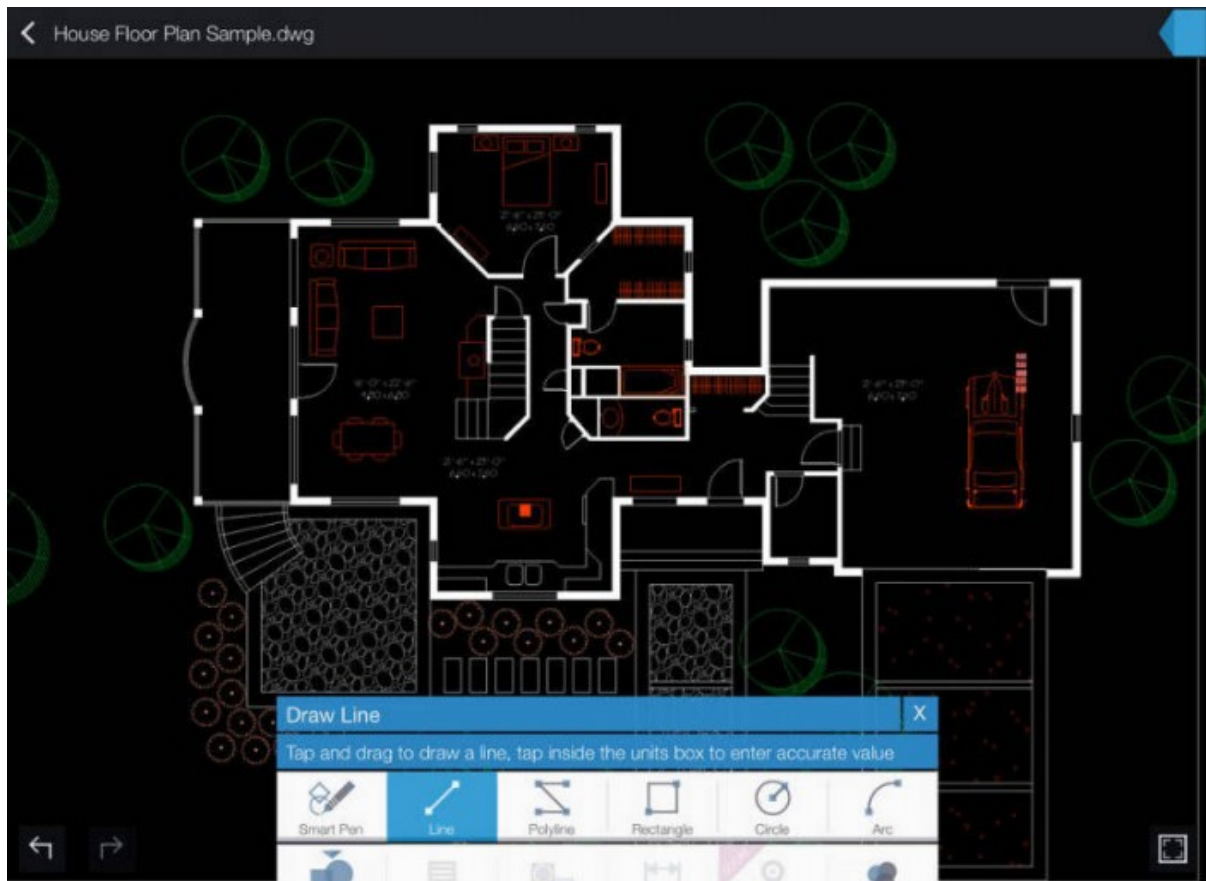 House Floor Plan Sample.dwg
Draw Line
X
Tap and drag to draw a line, tap inside the units box to enter accurate value
Smart Pen
Line
Polyline
Rectangle
Circle
Arc